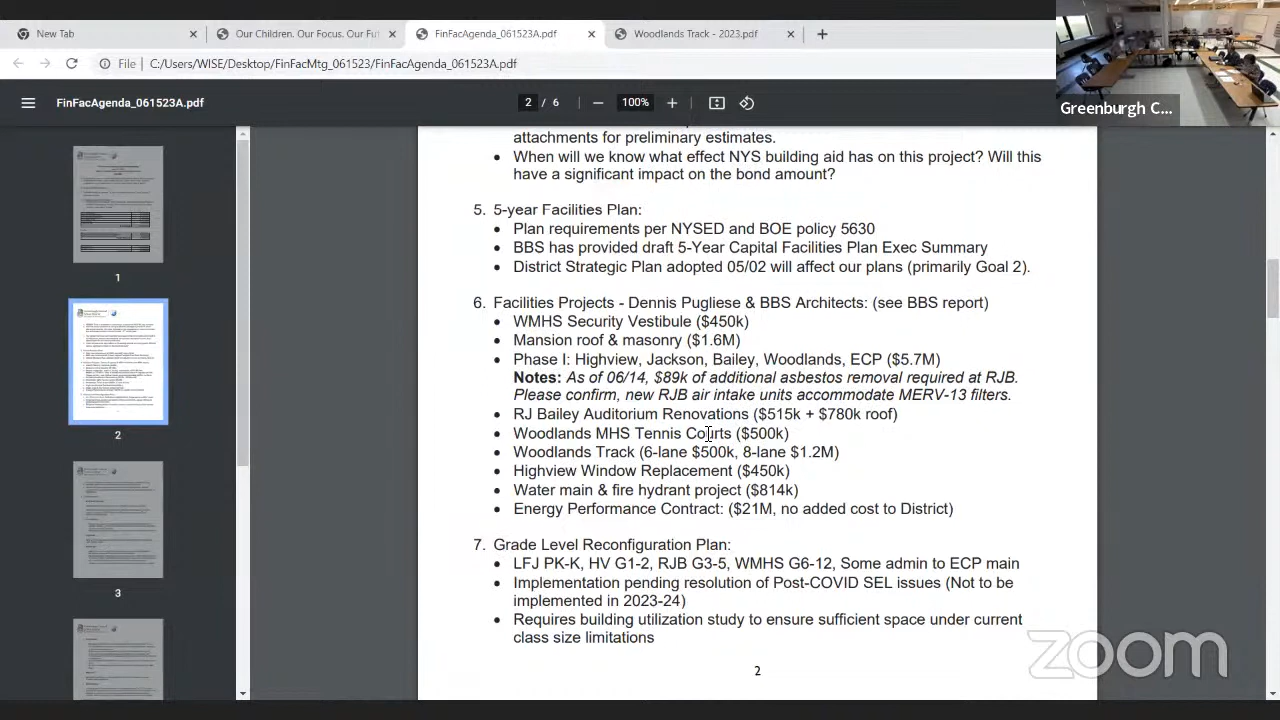 New Tab
Our Children. Our Focus. Our Fut
FinFacAgenda_061523A.pdf
Woodlands Track - 2023.pdf
File
C:/Users/WISE/Desktop/FinFacMtg_061523/FinFacAgenda_061523A.pdf
Greenburgh C...
FinFacAgenda_061523A.pdf
2 / 6
100%
attachments for preliminary estimates.
• When will we know what effect NYS building aid has on this project? Will this
have a significant impact on the bond amount?
5. 5-year Facilities Plan:
• Plan requirements per NYSED and BOE policy 5630
• BBS has provided draft 5-Year Capital Facilities Plan Exec Summary
• District Strategic Plan adopted 05/02 will affect our plans (primarily Goal 2).
6. Facilities Projects - Dennis Pugliese & BBS Architects: (see BBS report)
• WMHS Security Vestibule ($450k)
• Mansion roof & masonry ($1.6M)
• Phase I: Highview, Jackson, Bailey, Woodlands, ECP ($5.7M)
Notes: As of 06/14, $89k of additional asbestos removal required at RJB.
Please confirm, new RJB air intake units accommodate MERV-13 filters.
• RJ Bailey Auditorium Renovations ($515k + $780k roof)
• Woodlands MHS Tennis Courts ($500k)
• Woodlands Track (6-lane $500k, 8-lane $1.2M)
• Highview Window Replacement ($450k)
• Water main & fire hydrant project ($814k)
• Energy Performance Contract: ($21M, no added cost to District)
7. Grade Level Reconfiguration Plan:
• LFJ PK-K, HV G1-2, RJB G3-5, WMHS G6-12, Some admin to ECP main
• Implementation pending resolution of Post-COVID SEL issues (Not to be
implemented in 2023-24)
• Requires building utilization study to ensure sufficient space under current
class size limitations
2
1
2
3
zoom